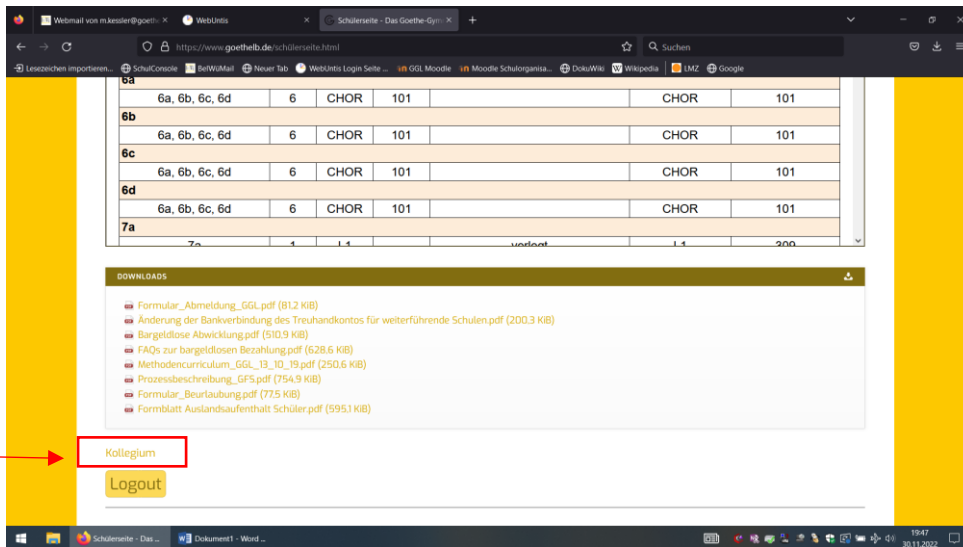 Webmail von m.kessler@goeth × WebUntis × Schülerseite - Das Goethe-Gym × +
https://www.goethelb.de/schülerseite.html Suchen
Lesezeichen importieren... SchulConsole BelWüMail Neuer Tab WebUntis Login Seite ... GGL Moodle Moodle Schulorganisa... DokuWiki Wikipedia LMZ Google
6a
6a, 6b, 6c, 6d 6 CHOR 101 CHOR 101
6b
6a, 6b, 6c, 6d 6 CHOR 101 CHOR 101
6c
6a, 6b, 6c, 6d 6 CHOR 101 CHOR 101
6d
6a, 6b, 6c, 6d 6 CHOR 101 CHOR 101
7a
7a 1 L1 verlegt L1 309
DOWNLOADS
Formular_Abmeldung_GGL.pdf (81,2 KiB)
Änderung der Bankverbindung des Treuhandkontos für weiterführende Schulen.pdf (200,3 KiB)
Bargeldlose Abwicklung.pdf (510,9 KiB)
FAQs zur bargeldlosen Bezahlung.pdf (628,6 KiB)
Methodencurriculum_GGL_13_10_19.pdf (250,6 KiB)
Prozessbeschreibung_GFS.pdf (754,9 KiB)
Formular_Beurlaubung.pdf (77,5 KiB)
Formblatt Auslandsaufenthalt Schüler.pdf (595,1 KiB)
Kollegium
Logout
Schülerseite - Das ... Dokument1 - Word ... 19:47
30.11.2022